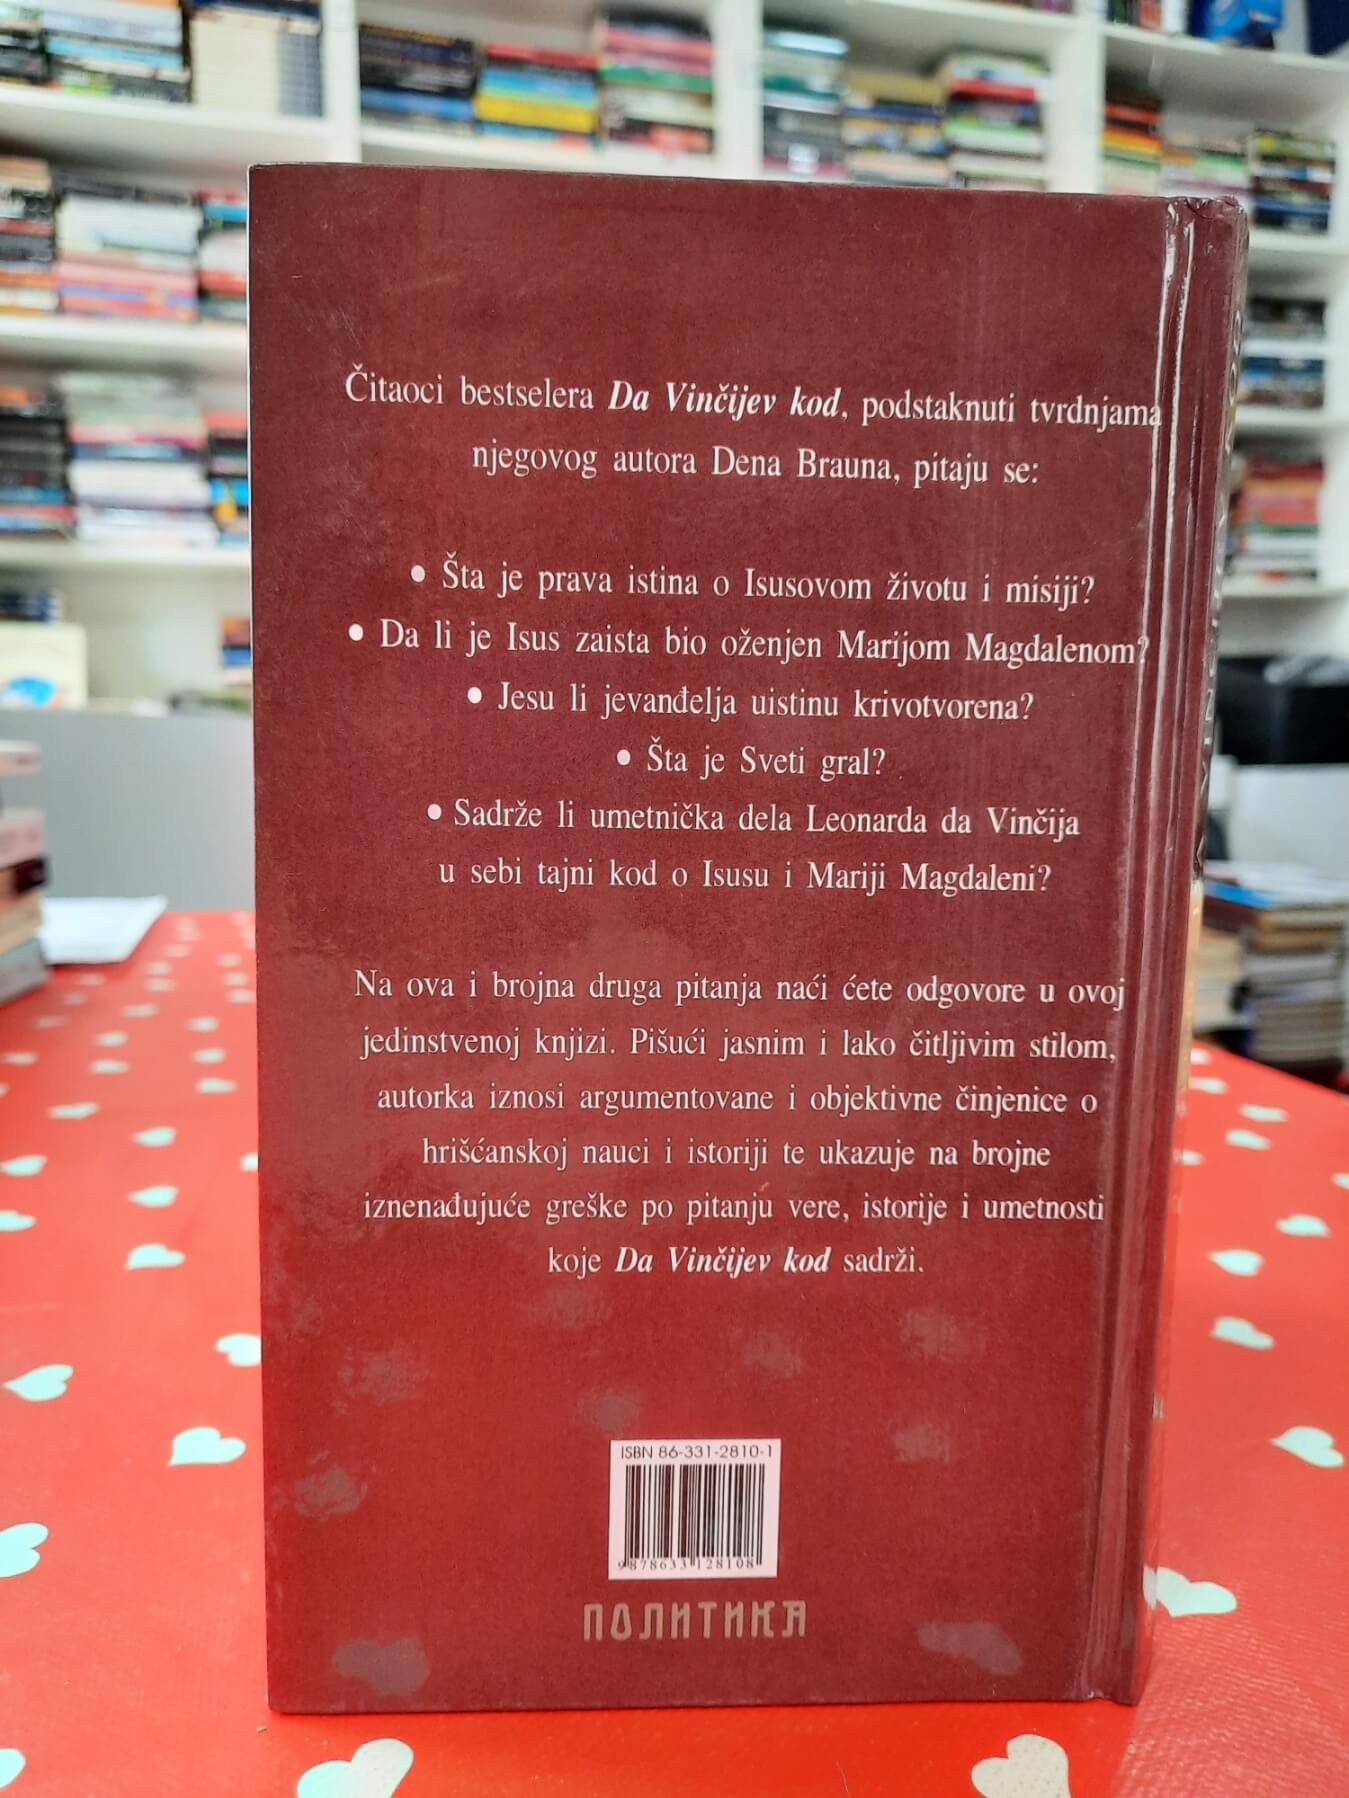 Čitaoci bestselera Da Vinčijev kod, podstaknuti tvrdnjama
njegovog autora Dena Brauna, pitaju se:
• Šta je prava istina o Isusovom životu i misiji?
• Da li je Isus zaista bio oženjen Marijom Magdalenom?
• Jesu li jevanđelja uistinu krivotvorena?
• Šta je Sveti gral?
• Sadrže li umetnička dela Leonarda da Vinčija
u sebi tajni kod o Isusu i Mariji Magdaleni?
Na ova i brojna druga pitanja naći ćete odgovore u ovoj
jedinstvenoj knjizi. Pišući jasnim i lako čitljivim stilom,
autorka iznosi argumentovane i objektivne činjenice o
hrišćanskoj nauci i istoriji te ukazuje na brojne
iznenađujuće greške po pitanju vere, istorije i umetnosti
koje Da Vinčijev kod sadrži.
ISBN 86-331-2810-1
9788633128108
ПОЛИТИКА